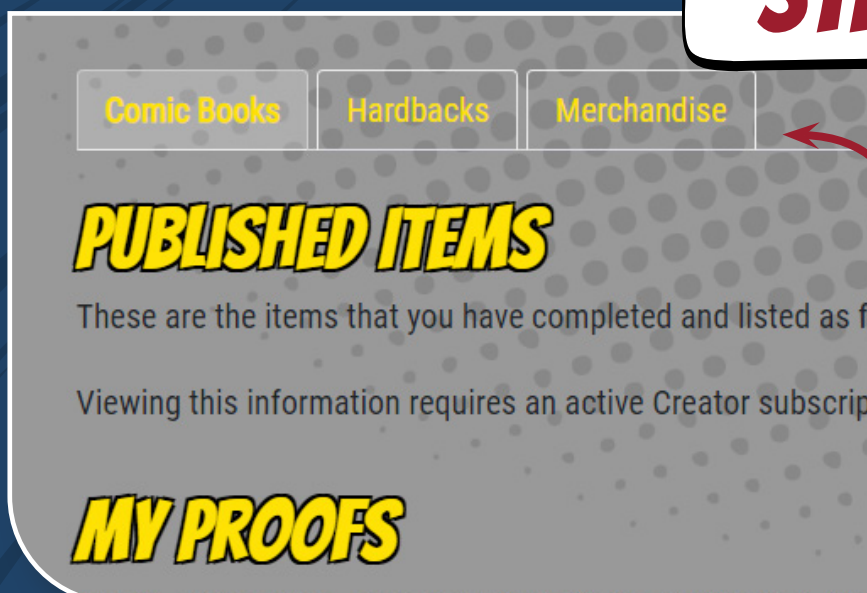 Comic Books Hardbacks Merchandise
PUBLISHED ITEMS
These are the items that you have completed and listed as
Viewing this information requires an active Creator
MY PROOFS